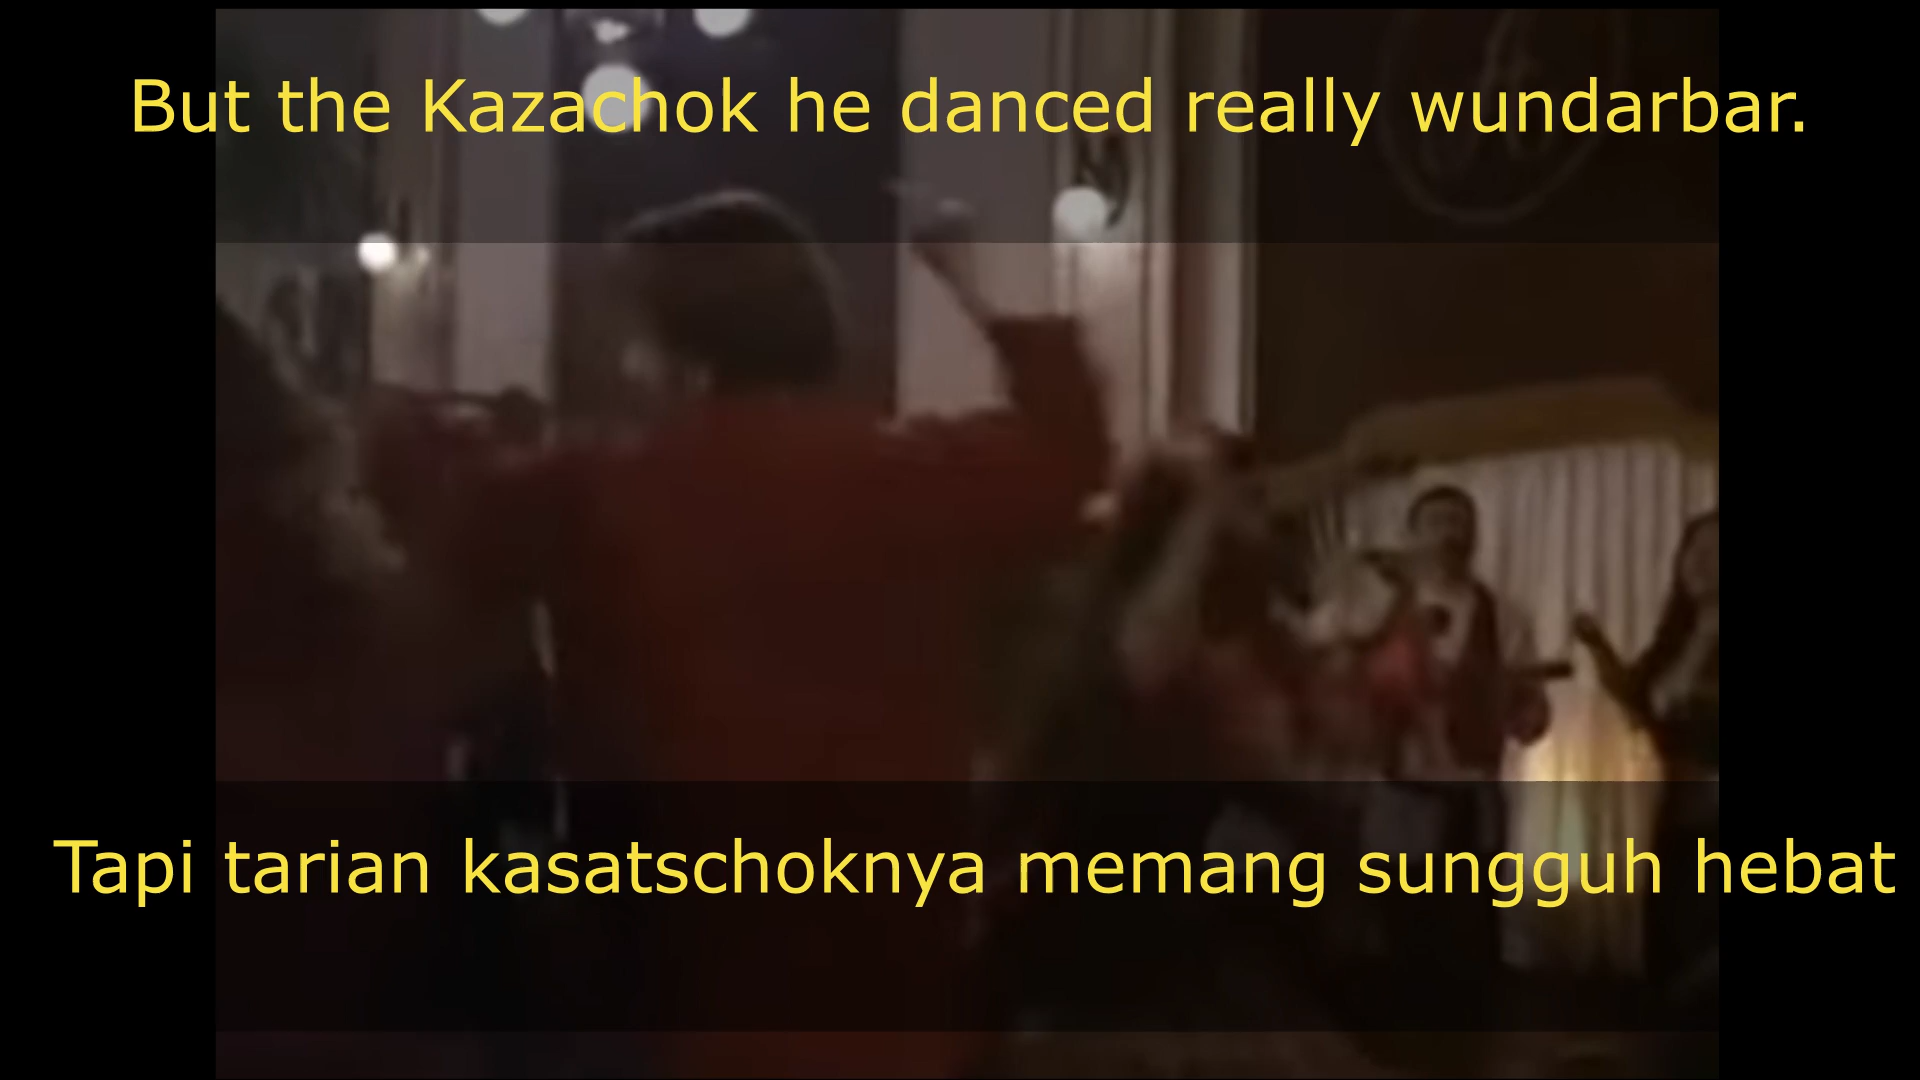 But the Kazachok he danced really wundarbar.
Tapi tarian kasatschoknya memang sungguh hebat